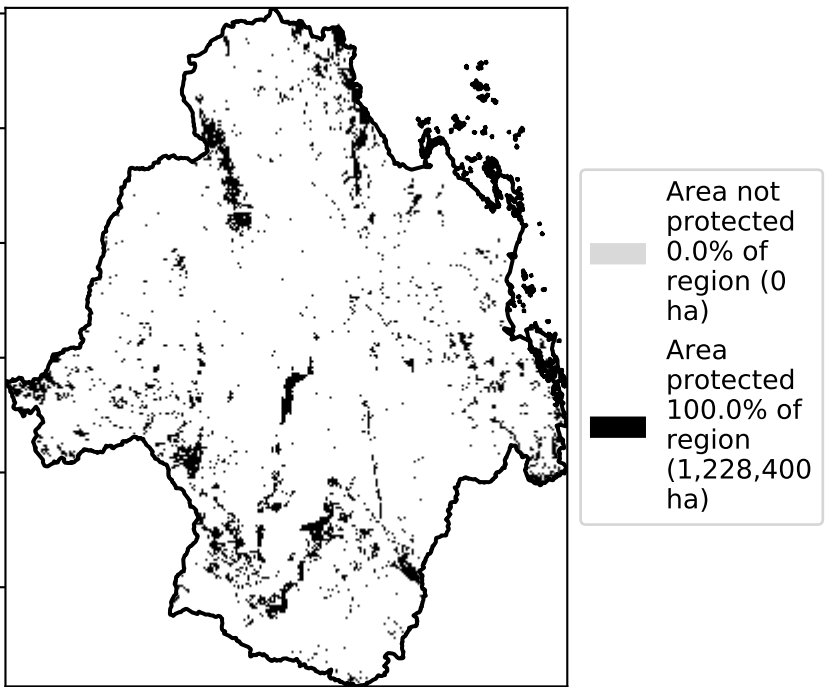 Area not
protected
0.0% of
region (0
ha)
Area
protected
100.0% of
region
(1,228,400
ha)